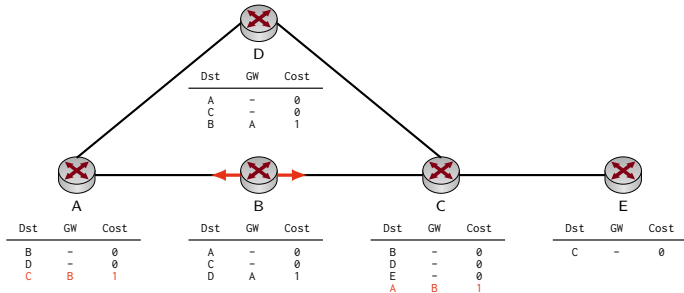 D
Dst GW Cost
A – 0
C – 0
B A 1
A
Dst GW Cost
B – 0
D – 0
C B 1
B
Dst GW Cost
A – 0
C – 0
D A 1
C
Dst GW Cost
B – 0
D – 0
E – 0
A B 1
E
Dst GW Cost
C – 0